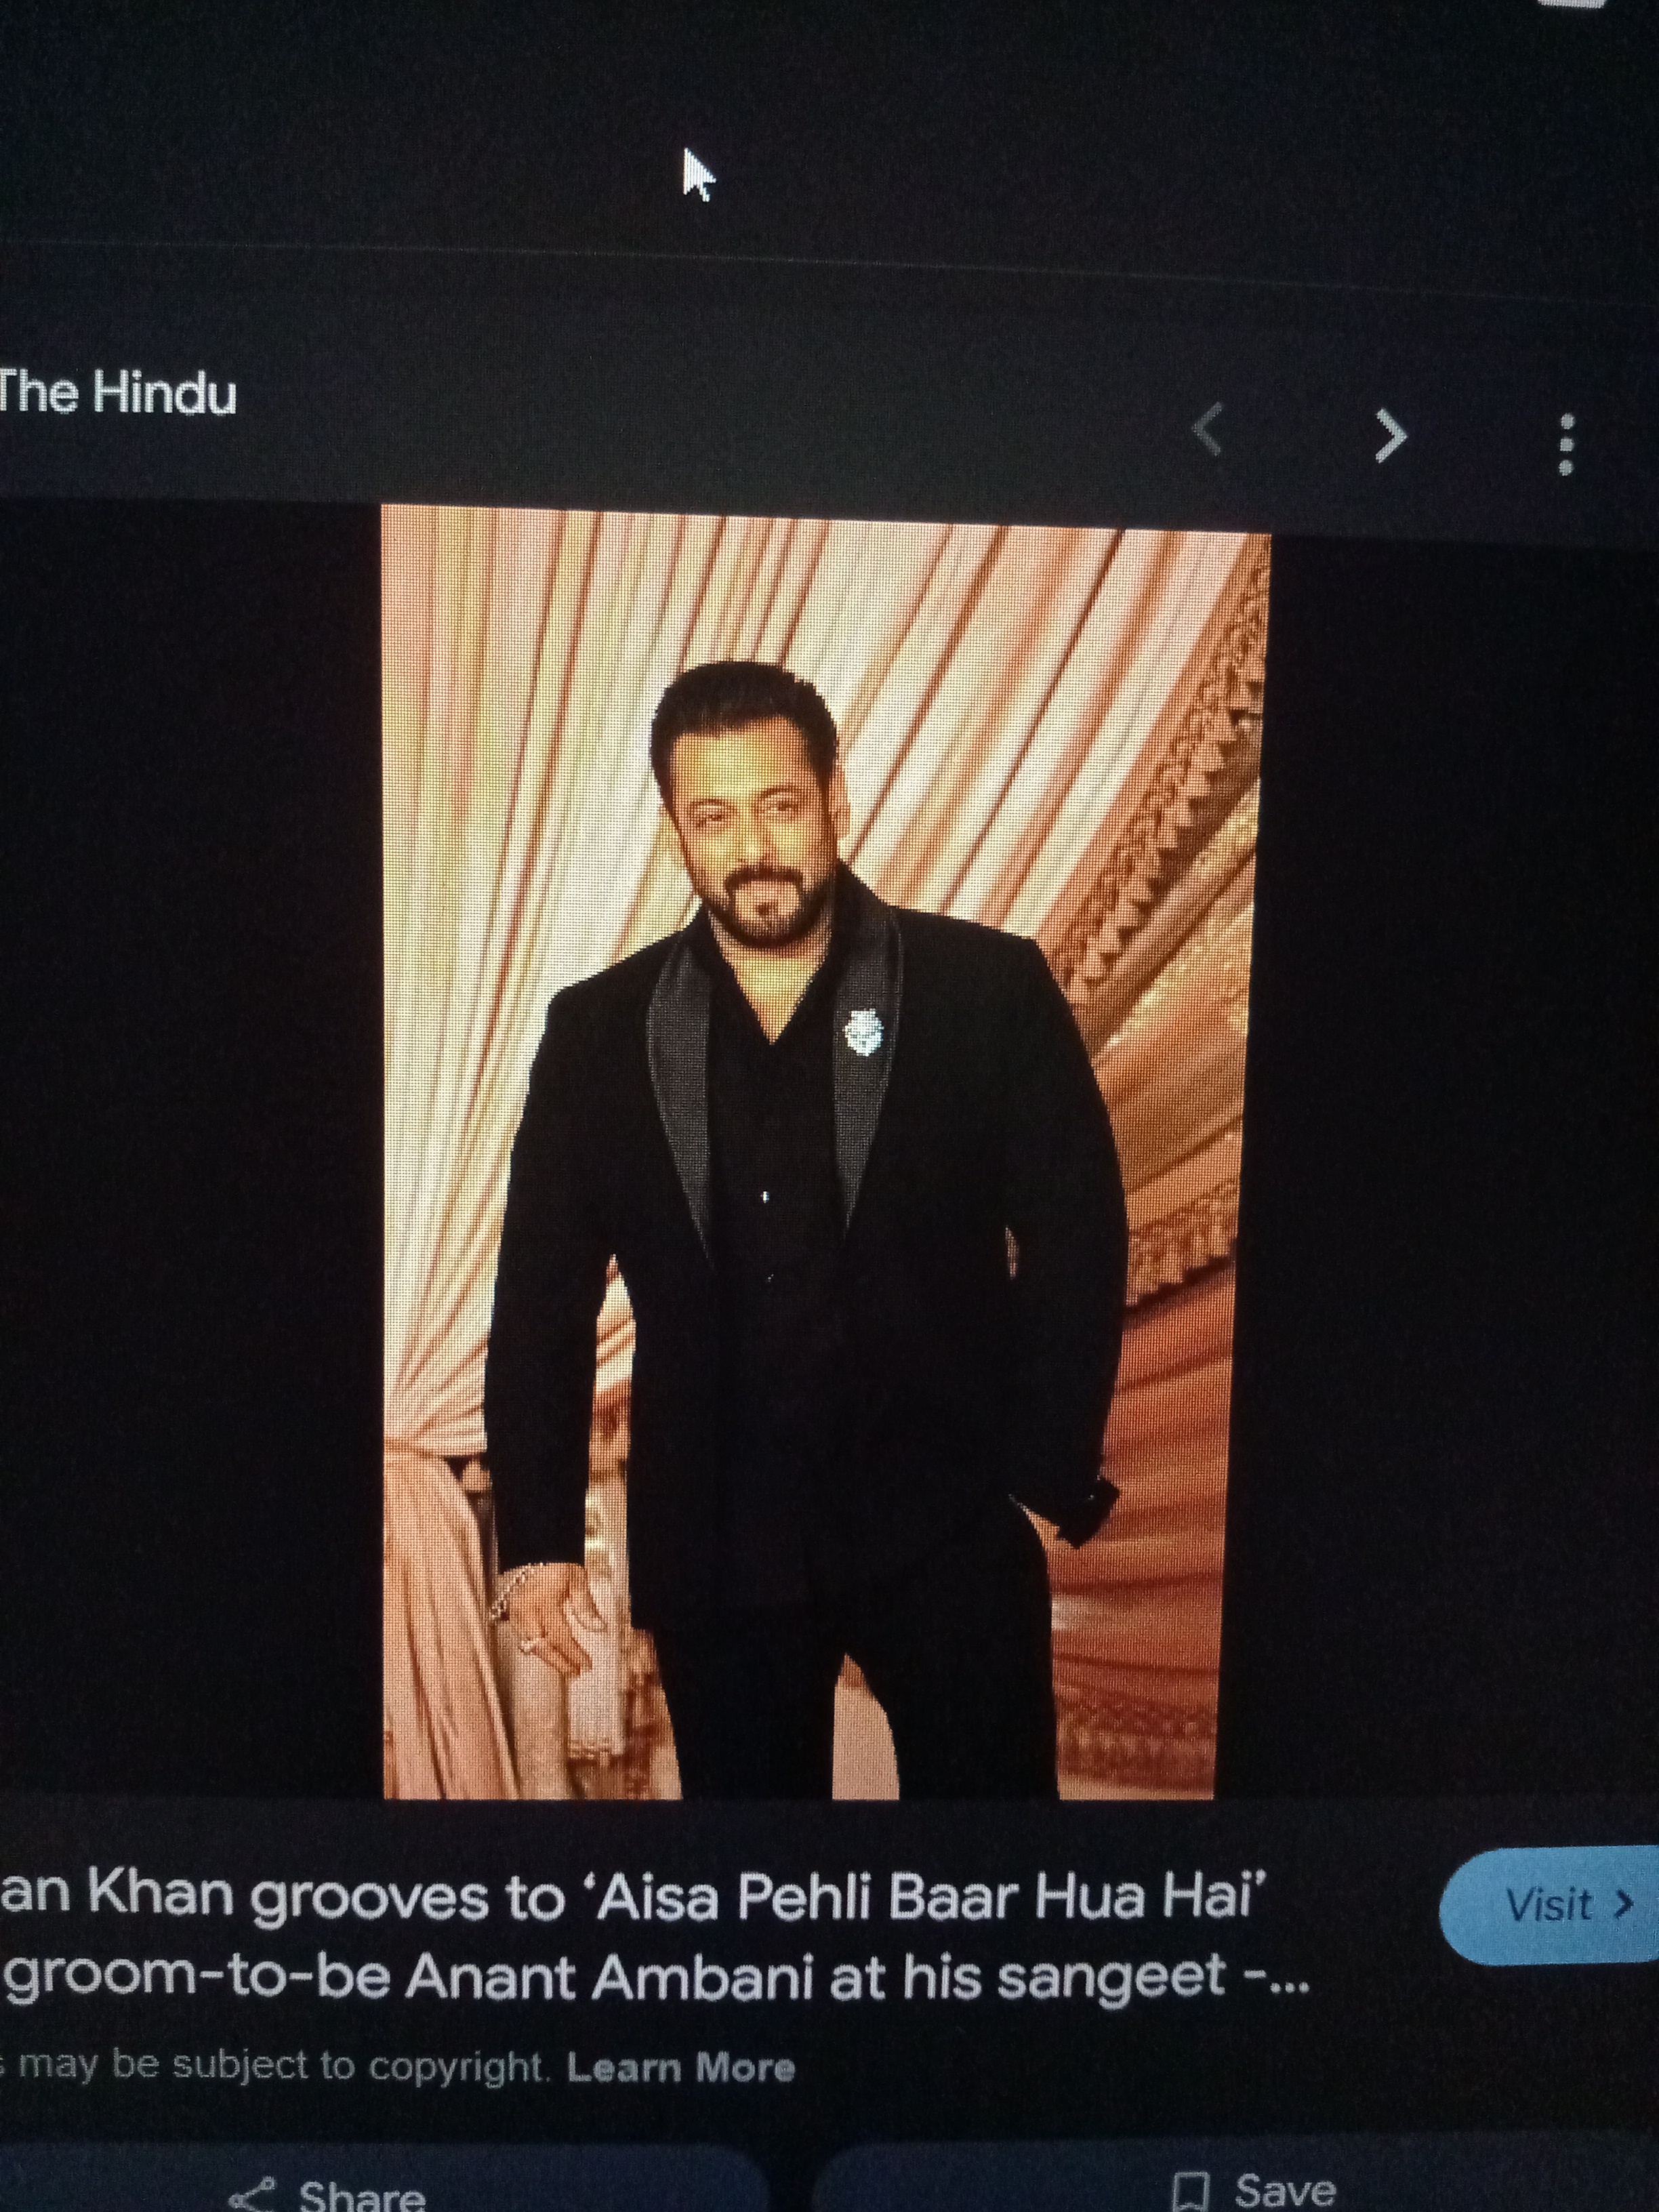 The Hindu
an Khan grooves to ‘Aisa Pehli Baar Hua Hai’
groom-to-be Anant Ambani at his sangeet -...
Visit >
s may be subject to copyright. Learn More
Share
Save